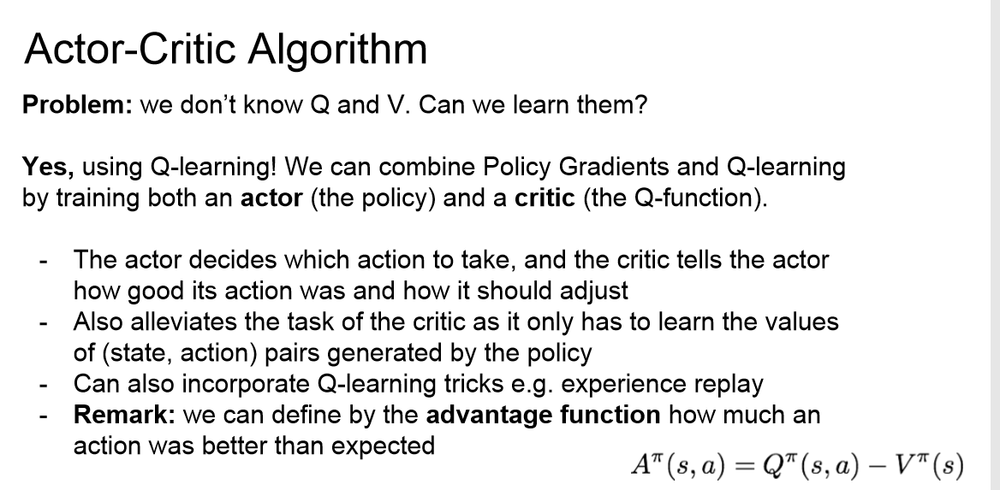 Actor-Critic Algorithm
Problem: we don't know Q and V. Can we learn them?
Yes, using Q-learning! We can combine Policy Gradients and Q-learning
by training both an actor (the policy) and a critic (the Q-function).
- The actor decides which action to take, and the critic tells the actor
how good its action was and how it should adjust
- Also alleviates the task of the critic as it only has to learn the values
of (state, action) pairs generated by the policy
- Can also incorporate Q-learning tricks e.g. experience replay
- Remark: we can define by the advantage function how much an
action was better than expected
A^π(s, a) = Q^π(s, a) − V^π(s)